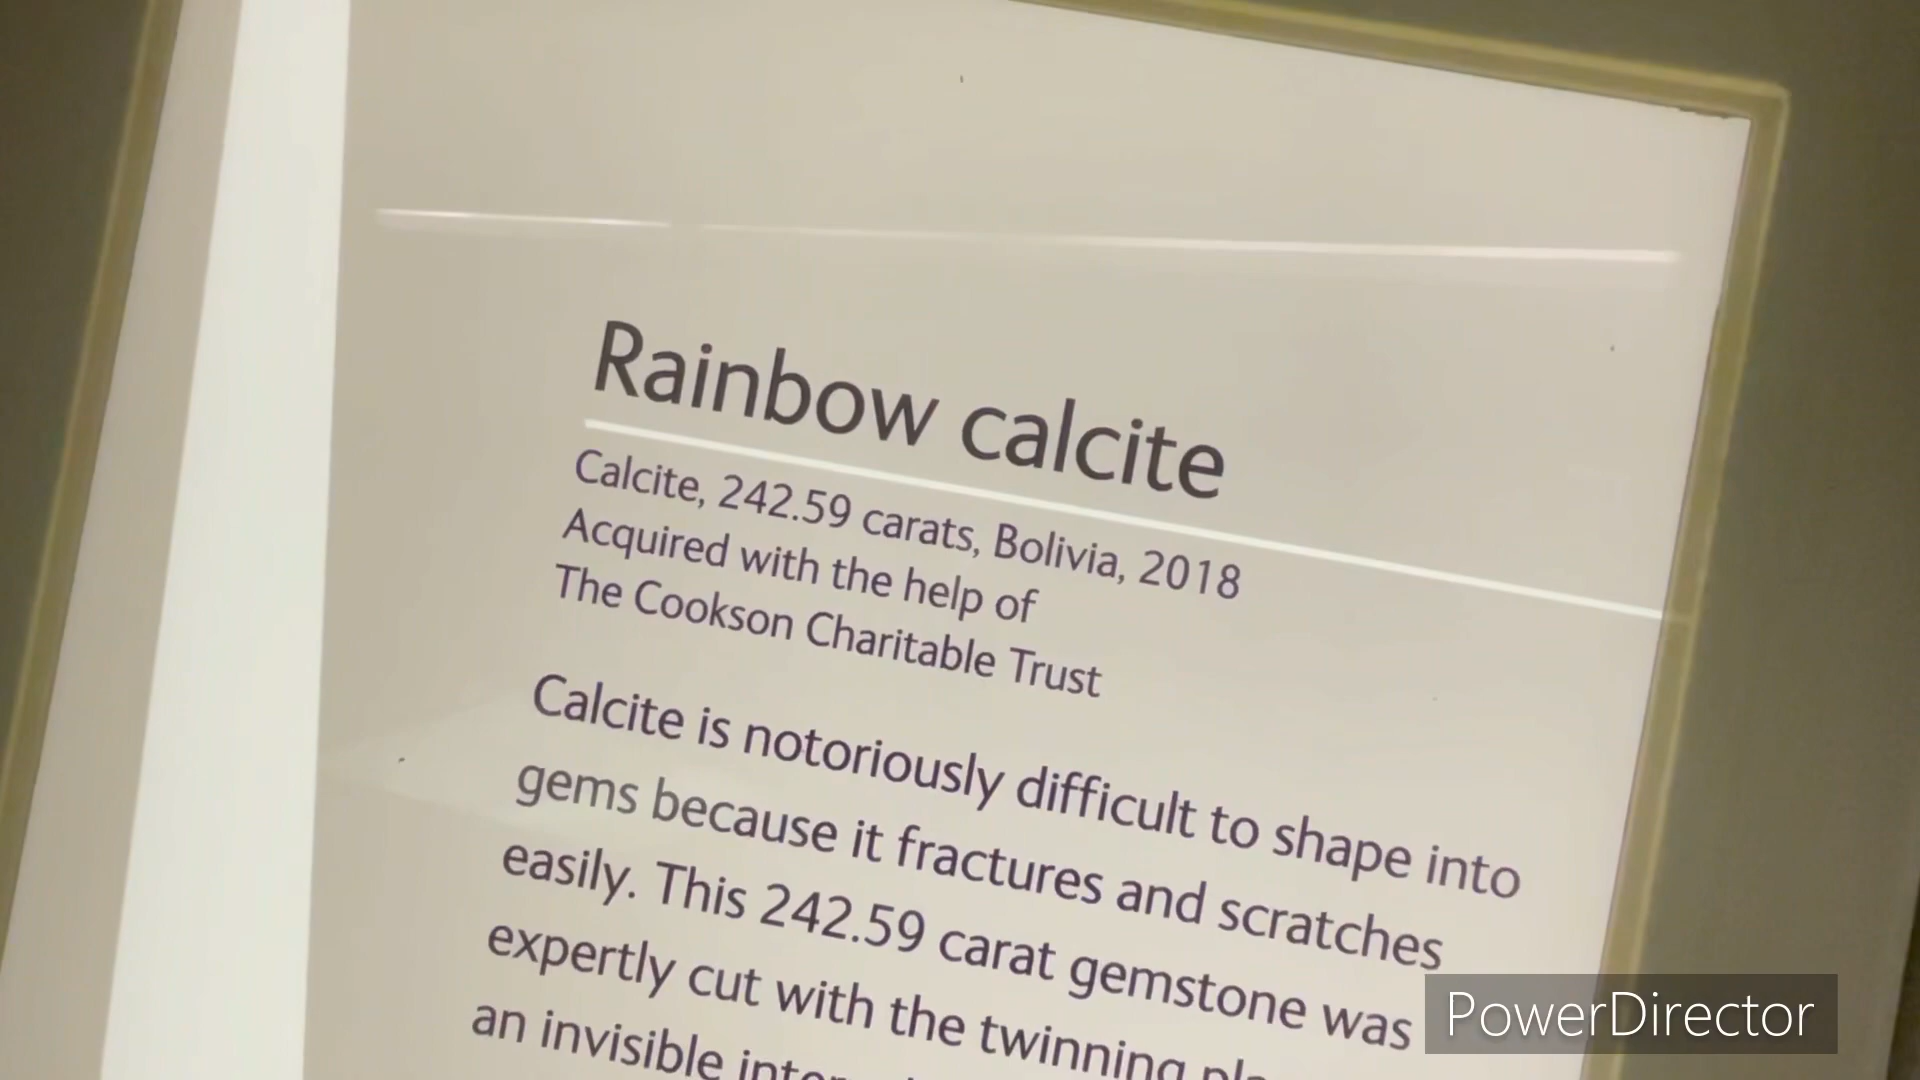 Rainbow calcite
Calcite, 242.59 carats, Bolivia, 2018
Acquired with the help of
The Cookson Charitable Trust
Calcite is notoriously difficult to shape into
gems because it fractures and scratches
easily. This 242.59 carat gemstone was
expertly cut with the twinning
an invisible
PowerDirector